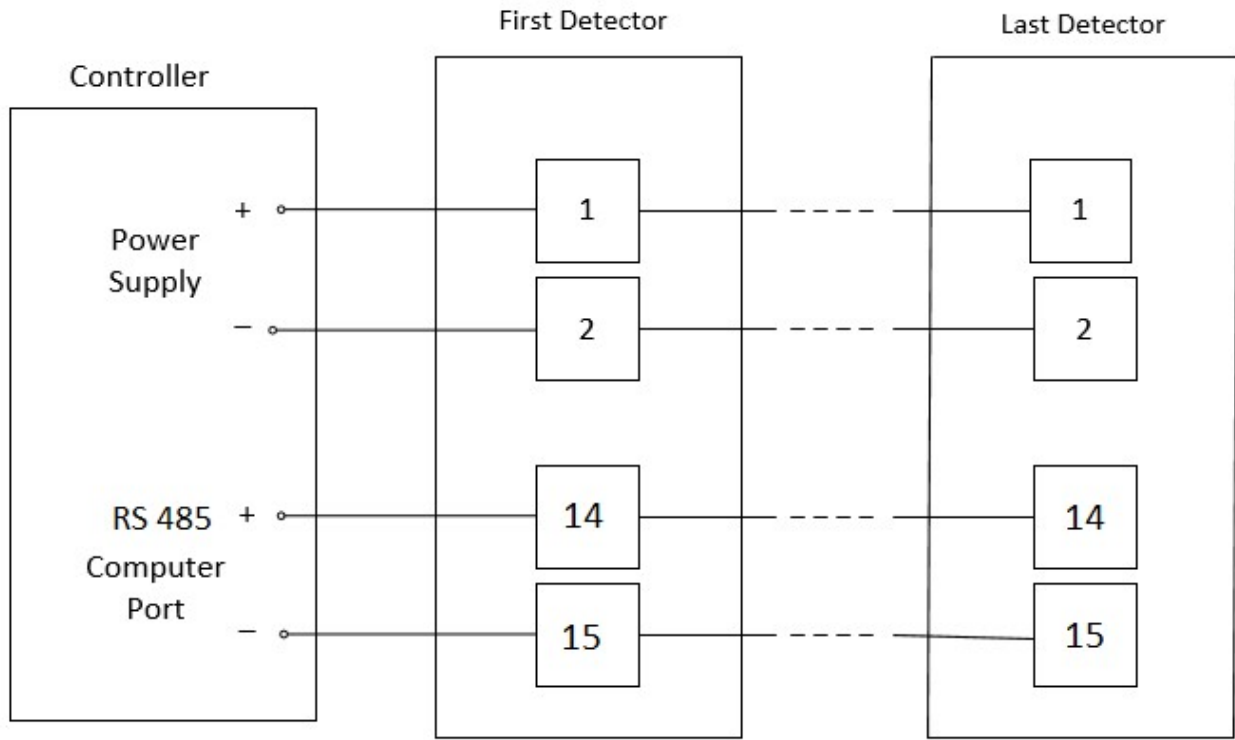 First Detector
Last Detector
Controller
+
1
1
Power
Supply
–
2
2
RS 485
+
14
14
Computer
Port
–
15
15